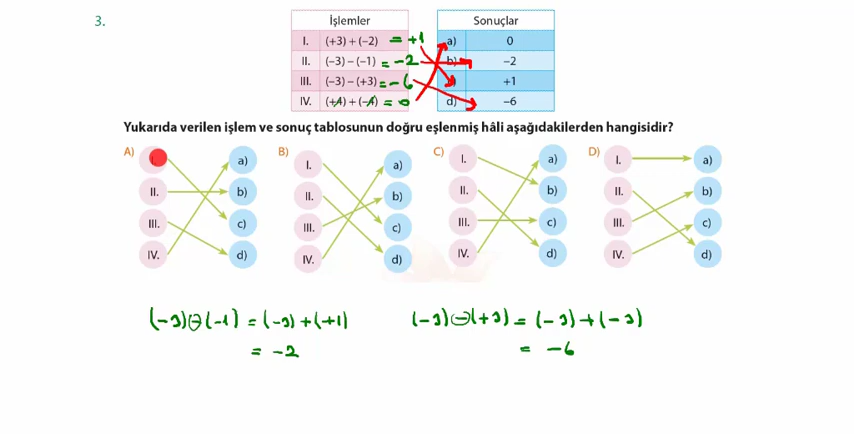 3.
İşlemler
I. (+3) + (−2) = +1
II. (−3) − (−1) = −2
III. (−3) − (+3) = −6
IV. (+4) + (−4) = 0
Sonuçlar
a) 0
b) −2
+1
d) −6
Yukarıda verilen işlem ve sonuç tablosunun doğru eşlenmiş hâli aşağıdakilerden hangisidir?
A) B) C) D)
I. a) I. a) I. a) I. a)
II. b) II. b) II. b) II. b)
III. c) III. c) III. c) III. c)
IV. d) IV. d) IV. d) IV. d)
(−3) − (−1) = (−3) + (+1)
= −2
(−3) − (+3) = (−3) + (−3)
= −6